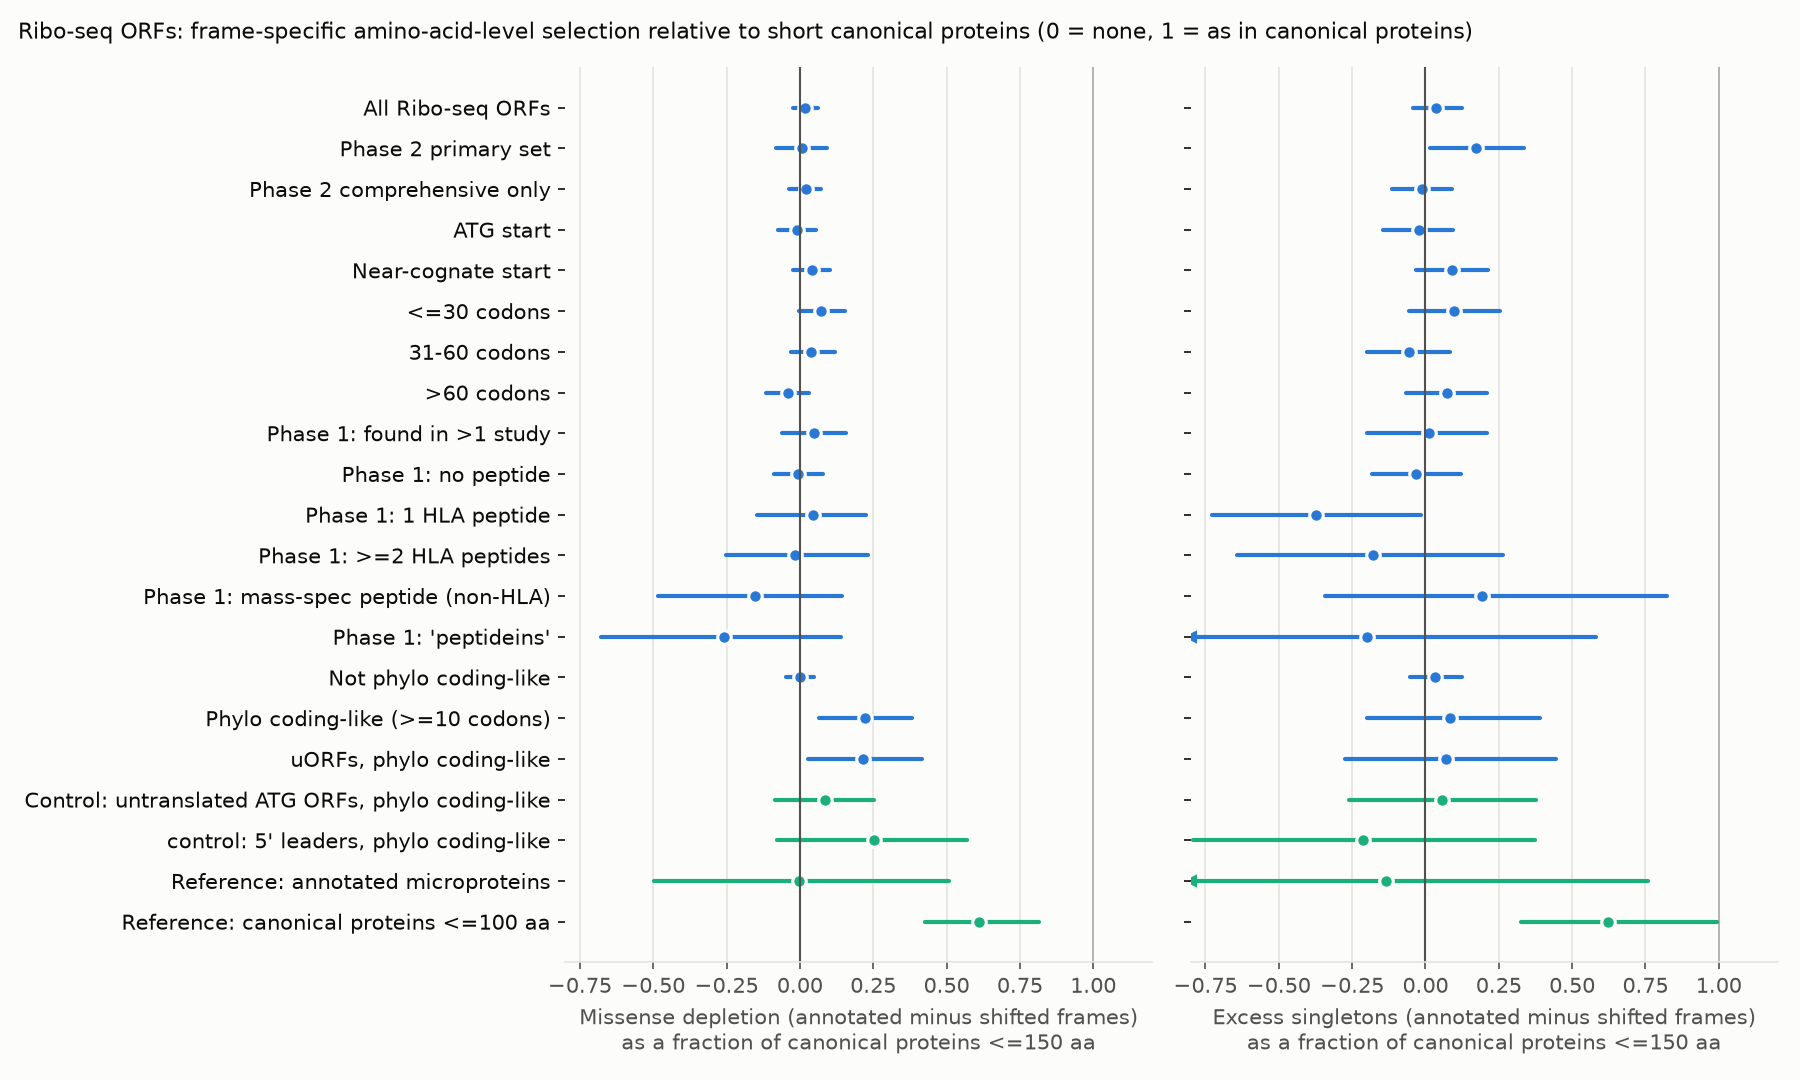 Ribo-seq ORFs: frame-specific amino-acid-level selection relative to short canonical proteins (0 = none, 1 = as in canonical proteins)
All Ribo-seq ORFs
Phase 2 primary set
Phase 2 comprehensive only
ATG start
Near-cognate start
<=30 codons
31-60 codons
>60 codons
Phase 1: found in >1 study
Phase 1: no peptide
Phase 1: 1 HLA peptide
Phase 1: >=2 HLA peptides
Phase 1: mass-spec peptide (non-HLA)
Phase 1: 'peptideins'
Not phylo coding-like
Phylo coding-like (>=10 codons)
uORFs, phylo coding-like
Control: untranslated ATG ORFs, phylo coding-like
control: 5' leaders, phylo coding-like
Reference: annotated microproteins
Reference: canonical proteins <=100 aa
−0.75 −0.50 −0.25 0.00 0.25 0.50 0.75 1.00
Missense depletion (annotated minus shifted frames)
as a fraction of canonical proteins <=150 aa
−0.75 −0.50 −0.25 0.00 0.25 0.50 0.75 1.00
Excess singletons (annotated minus shifted frames)
as a fraction of canonical proteins <=150 aa